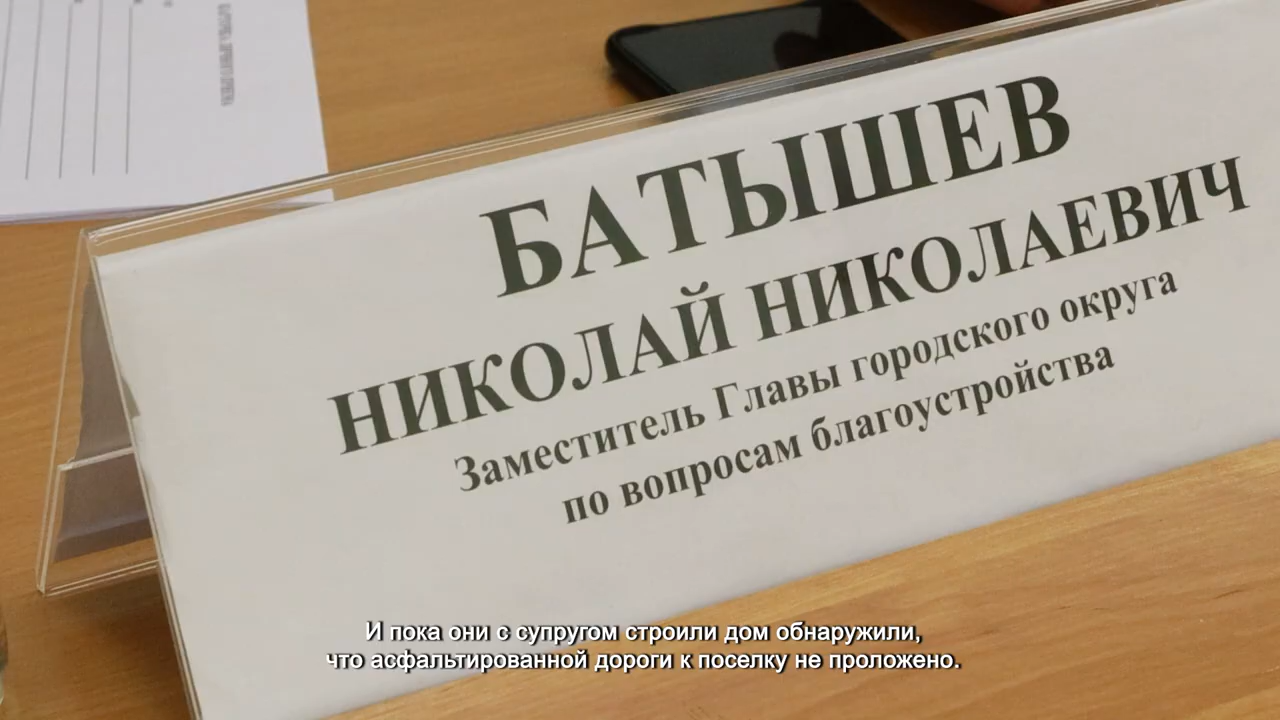 БАТЫШЕВ
НИКОЛАЙ НИКОЛАЕВИЧ
Заместитель Главы городского округа
по вопросам благоустройства
И пока они с супругом строили дом обнаружили,
что асфальтированной дороги к поселку не проложено.